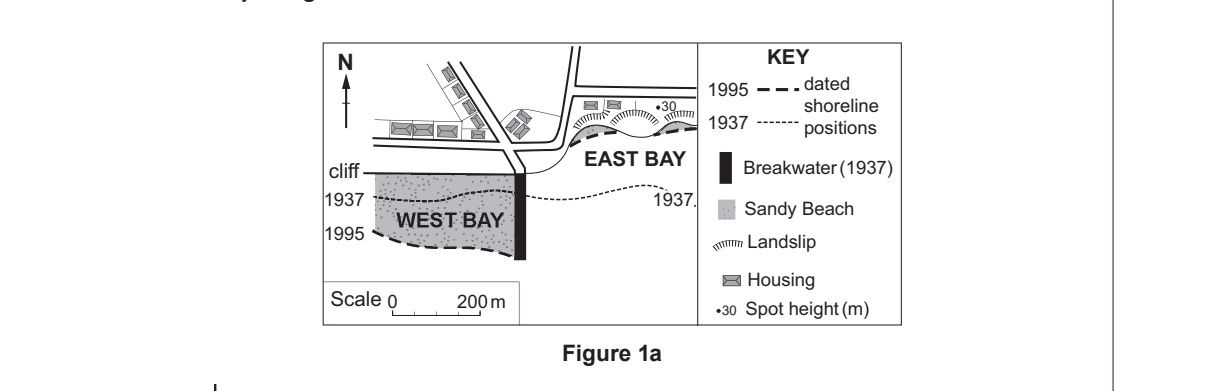 N
KEY
1995
dated
shoreline
positions
1937
•30
EAST BAY
Breakwater (1937)
cliff
1937
1937.
WEST BAY
Sandy Beach
1995
Landslip
Housing
Scale 0 200 m
•30 Spot height (m)
Figure 1a